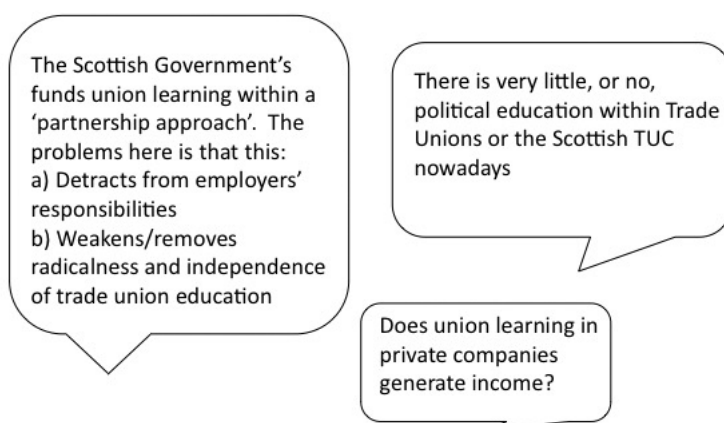 The Scottish Government’s
funds union learning within a
‘partnership approach’.  The
problems here is that this:
a) Detracts from employers’
responsibilities
b) Weakens/removes
radicalness and independence
of trade union education
There is very little, or no,
political education within Trade
Unions or the Scottish TUC
nowadays
Does union learning in
private companies
generate income?